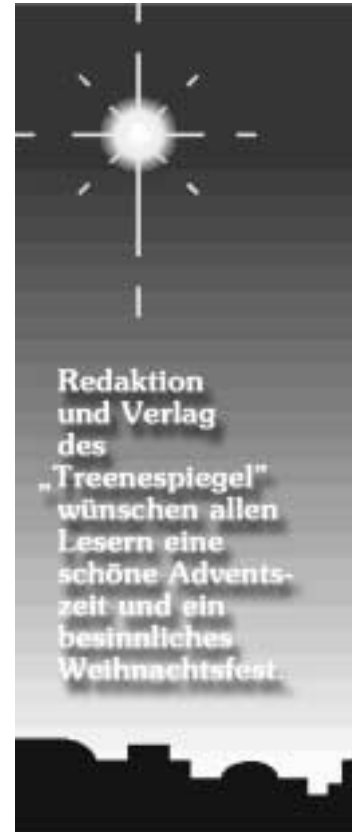 Redaktion
und Verlag
des
„Treenespiegel"
wünschen allen
Lesern eine
schöne Advents-
zeit und ein
besinnliches
Weihnachtsfest.